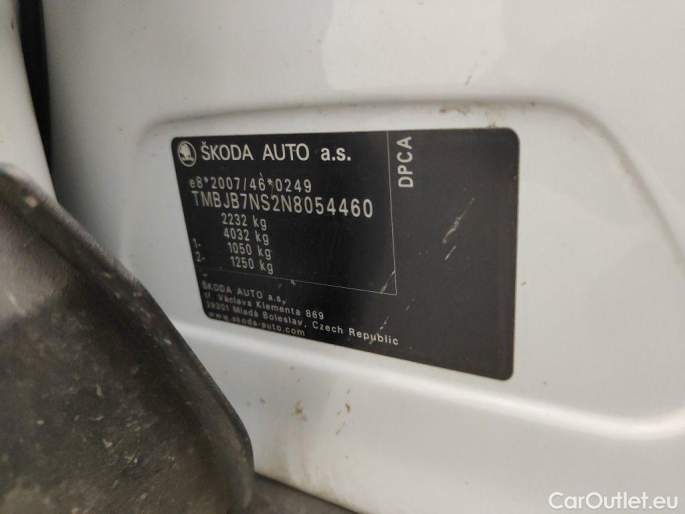 ŠKODA AUTO a.s.
DPCA
e8*2007/46*0249
TMBJB7NS2N8054460
2232 kg
4032 kg
1- 1050 kg
2- 1250 kg
ŠKODA AUTO a.s,
tř. Václava Klementa 869
29301 Mladá Boleslav, Czech Republic
www.skoda-auto.com
CarOutlet.eu